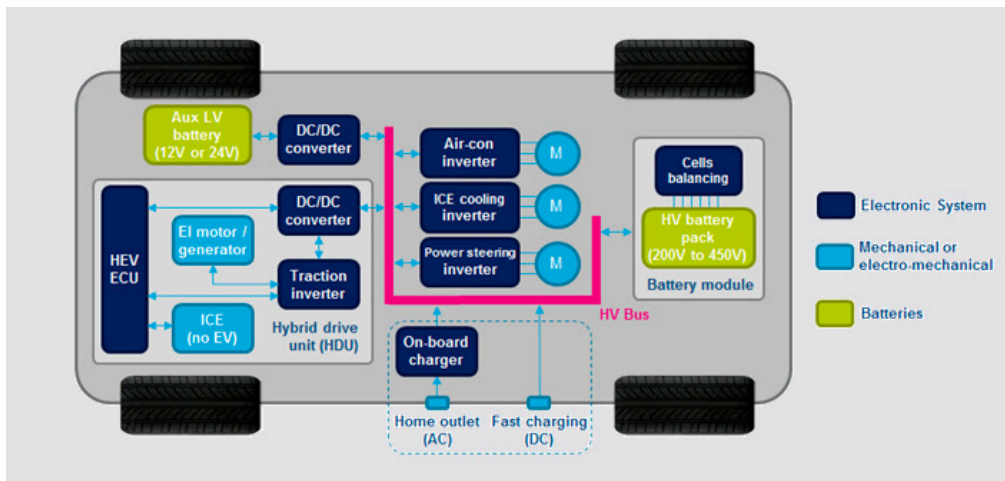 Aux LV
battery
(12V or 24V)
DC/DC
converter
Air-con
inverter
M
Cells
balancing
HEV
ECU
EI motor /
generator
DC/DC
converter
ICE cooling
inverter
M
HV battery
pack
(200V to 450V)
Battery module
Electronic System
Mechanical or
electro-mechanical
Batteries
Traction
inverter
Power steering
inverter
M
ICE
(no EV)
Hybrid drive
unit (HDU)
HV Bus
On-board
charger
Home outlet
(AC)
Fast charging
(DC)